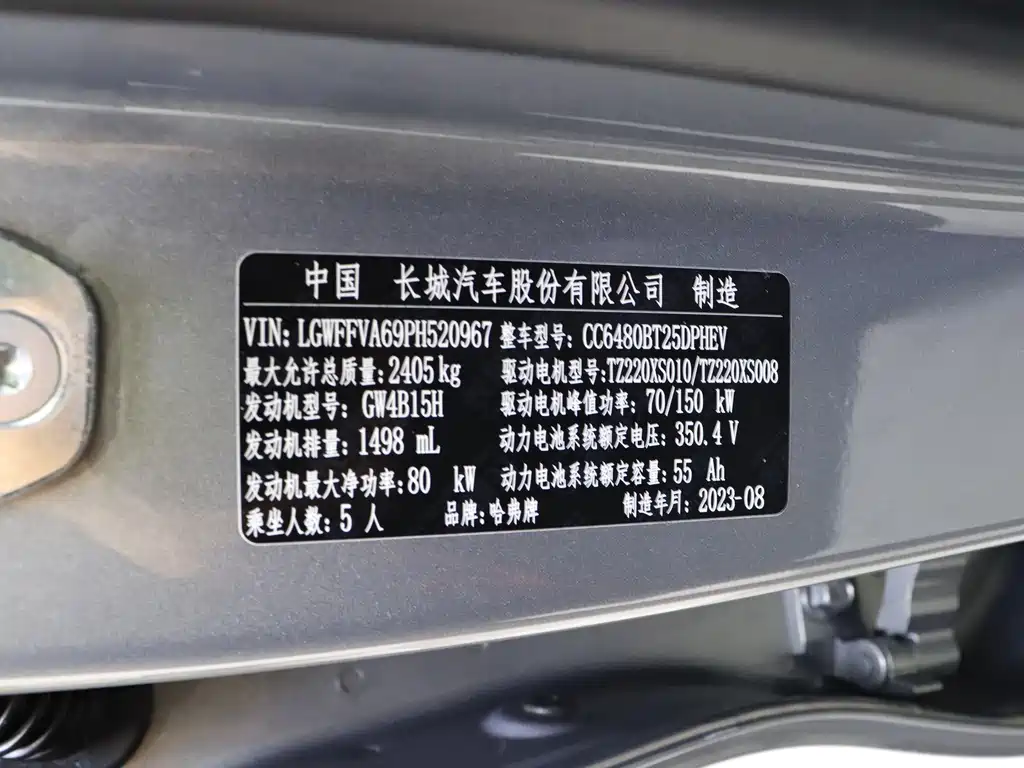 中国 长城汽车股份有限公司 制造
VIN: LGWFFVA69PH520967 整车型号: CC6480BT25DPHEV
最大允许总质量: 2405 kg 驱动电机型号: TZ220XS010/TZ220XS008
发动机型号: GW4B15H 驱动电机峰值功率: 70/150 kW
发动机排量: 1498 mL 动力电池系统额定电压: 350.4 V
发动机最大净功率: 80 kW 动力电池系统额定容量: 55 Ah
乘坐人数: 5 人 品牌: 哈弗牌 制造年月: 2023-08